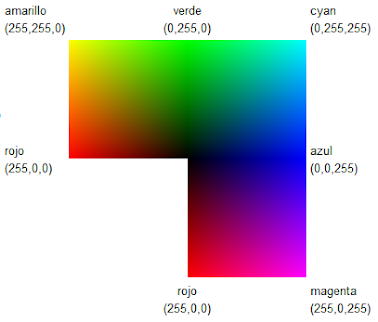 amarillo
(255,255,0)
verde
(0,255,0)
cyan
(0,255,255)
rojo
(255,0,0)
azul
(0,0,255)
rojo
(255,0,0)
magenta
(255,0,255)